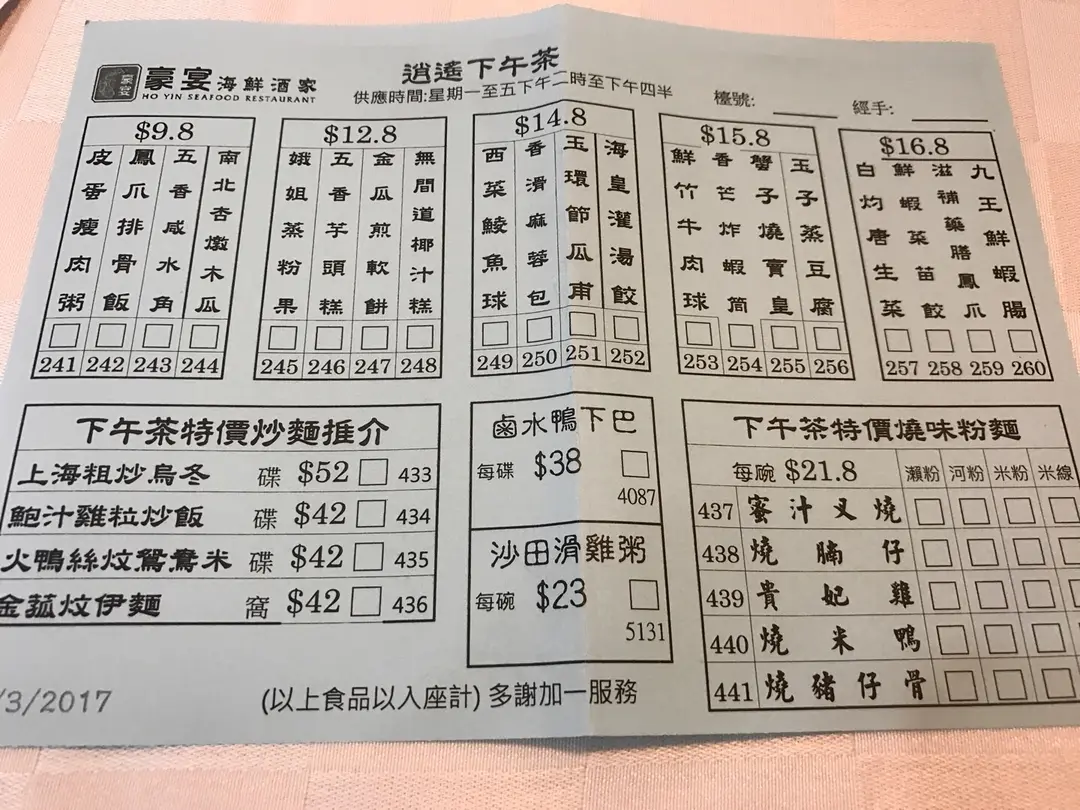 豪宴海鮮酒家
HO YIN SEAFOOD RESTAURANT
逍遙下午茶
供應時間:星期一至五下午二時至下午四半
檯號:
經手:
$9.8
皮蛋瘦肉粥
鳳爪排骨飯
五香咸水角
南北杏燉木瓜
241 242 243 244
$12.8
娥姐蒸粉果
五香芋頭糕
金瓜煎軟餅
無間道椰汁糕
245 246 247 248
$14.8
西菜鯪魚球
香滑麻蓉包
玉環節瓜甫
海皇灌湯餃
249 250 251 252
$15.8
鮮竹牛肉球
香芒炸蝦筒
蟹子燒賣皇
玉子蒸豆腐
253 254 255 256
$16.8
白灼唐生菜
鮮蝦菜苗餃
滋補藥膳鳳爪
九王鮮蝦腸
257 258 259 260
下午茶特價炒麵推介
上海粗炒烏冬 碟 $52 433
鮑汁雞粒炒飯 碟 $42 434
火鴨絲炆鴛鴦米 碟 $42 435
金菰炆伊麵 窩 $42 436
鹵水鴨下巴
每碟 $38
4087
沙田滑雞粥
每碗 $23
5131
下午茶特價燒味粉麵
每碗 $21.8 瀨粉 河粉 米粉 米線
437 蜜汁叉燒
438 燒腩仔
439 貴妃雞
440 燒米鴨
441 燒豬仔骨
/3/2017
(以上食品以入座計) 多謝加一服務